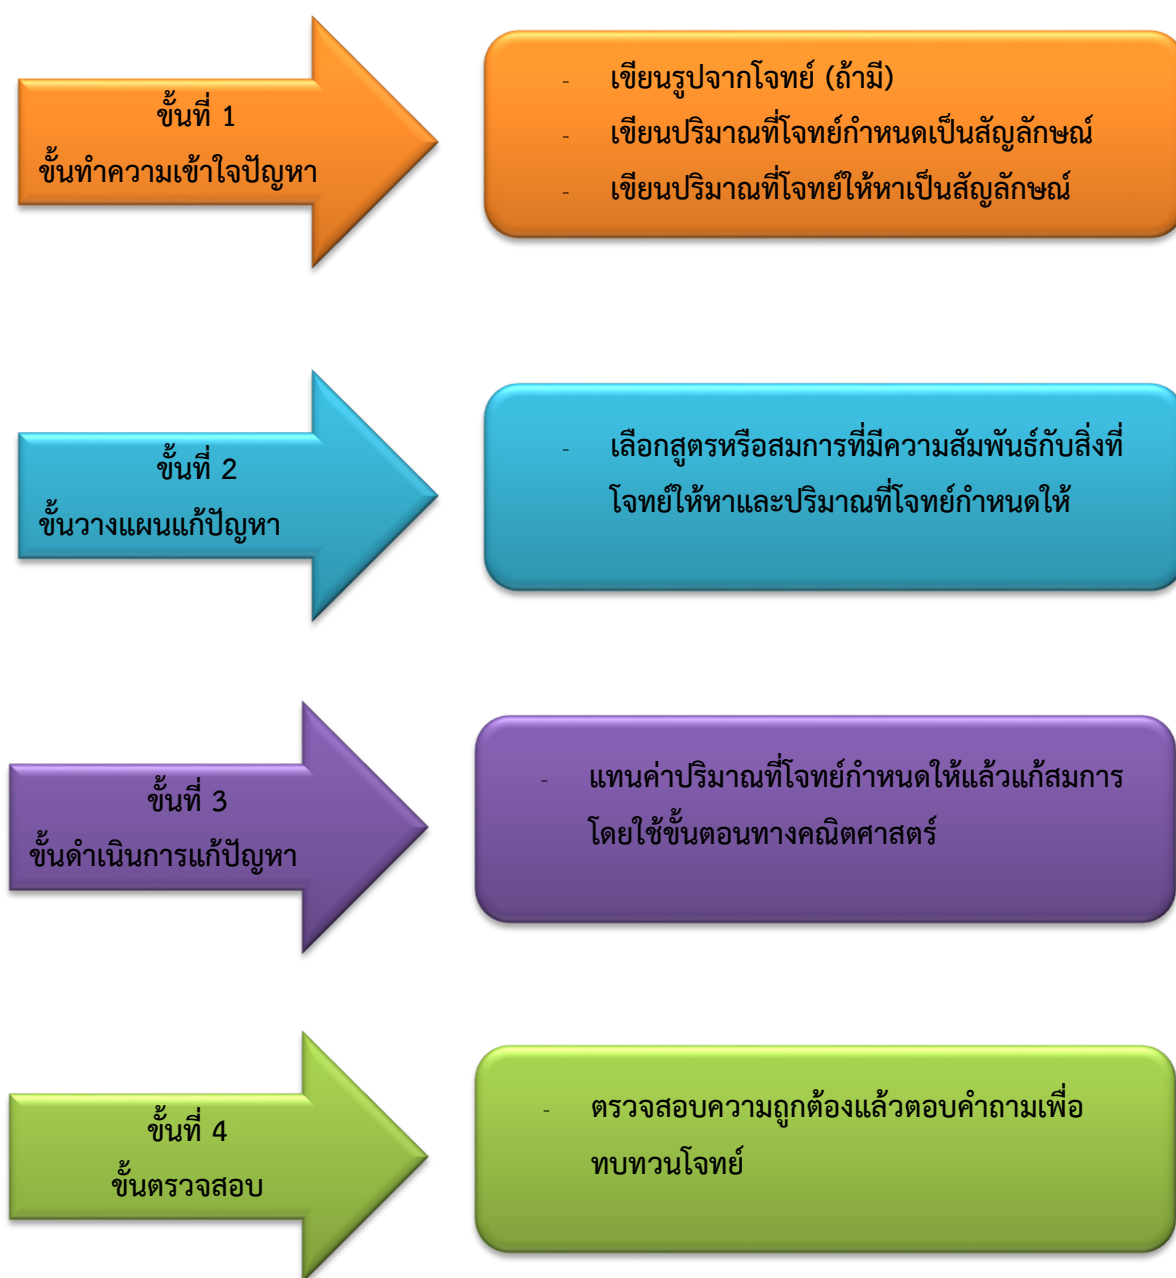 ขั้นที่ 1
ขั้นทำความเข้าใจปัญหา
- เขียนรูปจากโจทย์ (ถ้ามี)
- เขียนปริมาณที่โจทย์กำหนดเป็นสัญลักษณ์
- เขียนปริมาณที่โจทย์ให้หาเป็นสัญลักษณ์
ขั้นที่ 2
ขั้นวางแผนแก้ปัญหา
- เลือกสูตรหรือสมการที่มีความสัมพันธ์กับสิ่งที่
โจทย์ให้หาและปริมาณที่โจทย์กำหนดให้
ขั้นที่ 3
ขั้นดำเนินการแก้ปัญหา
- แทนค่าปริมาณที่โจทย์กำหนดให้แล้วแก้สมการ
โดยใช้ขั้นตอนทางคณิตศาสตร์
ขั้นที่ 4
ขั้นตรวจสอบ
- ตรวจสอบความถูกต้องแล้วตอบคำถามเพื่อ
ทบทวนโจทย์